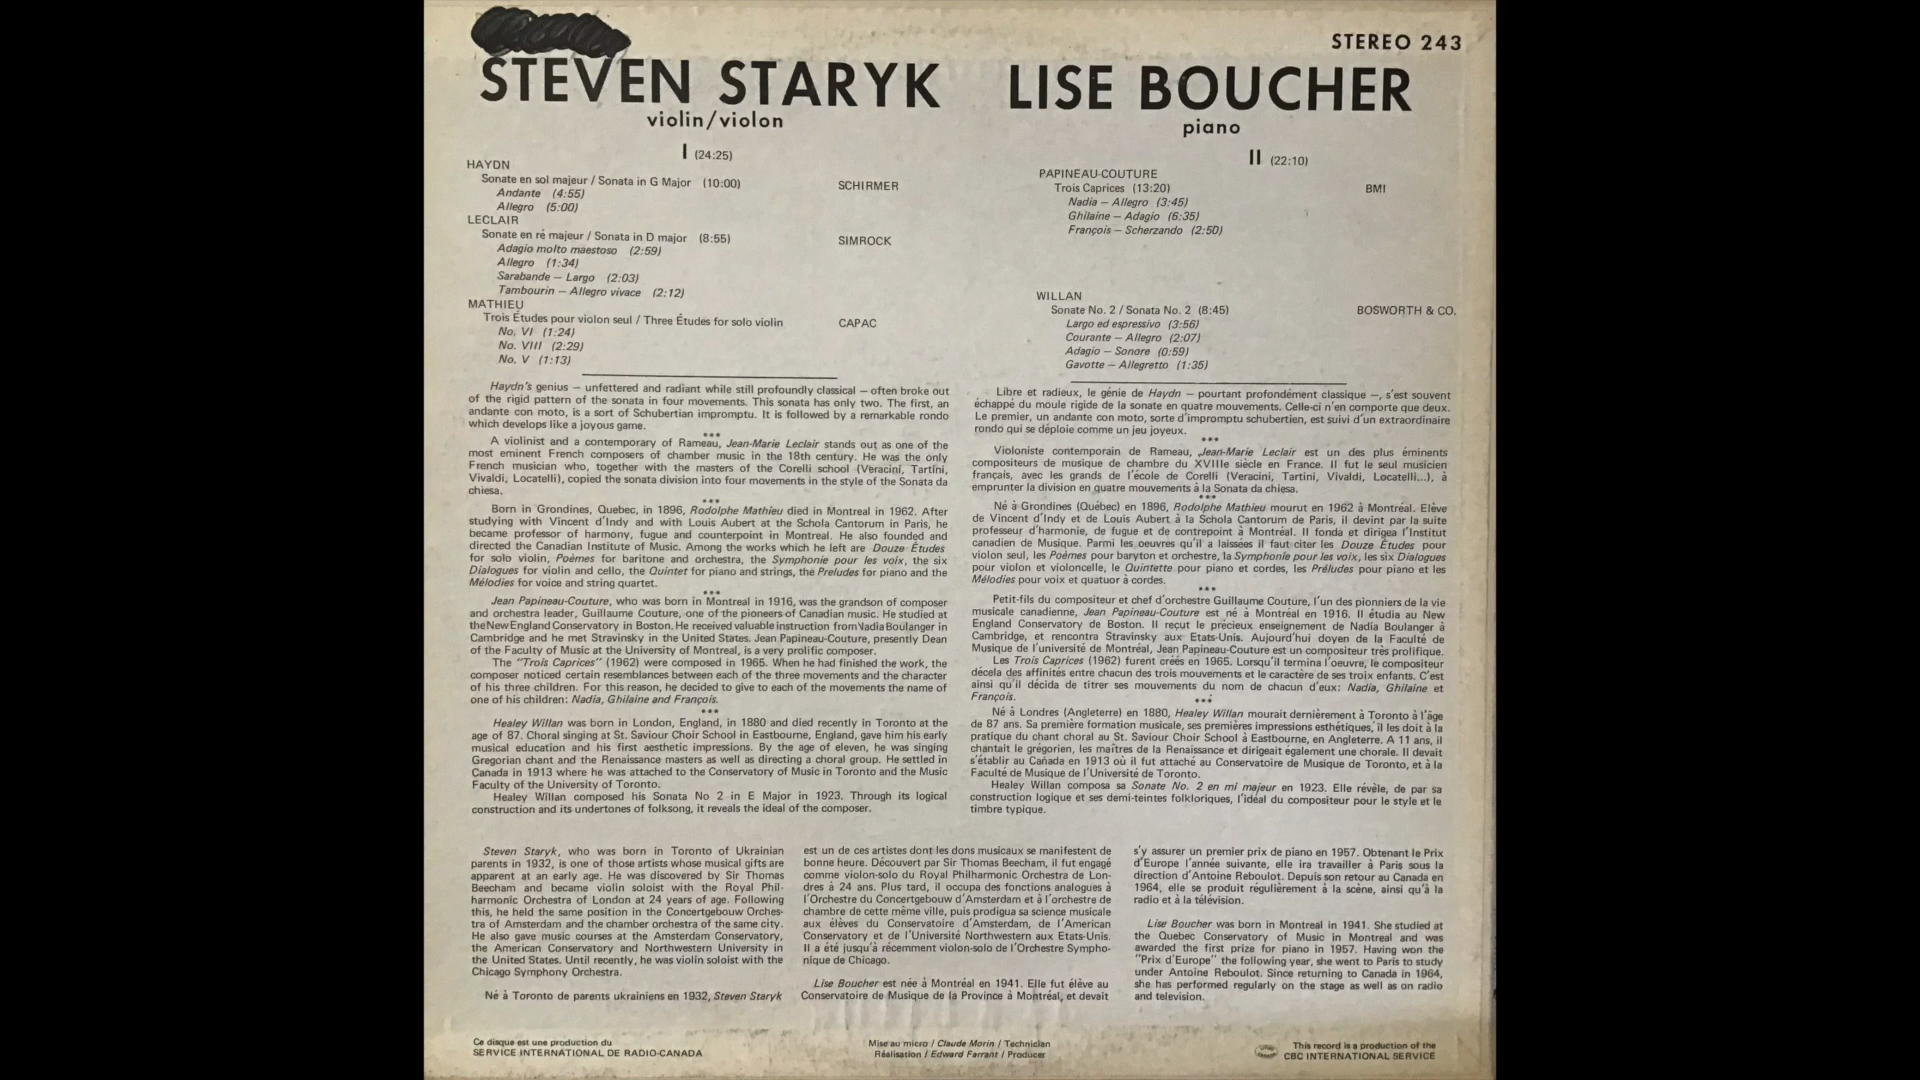 STEREO 243
STEVEN STARYK
violin/violon
LISE BOUCHER
piano
I (24:25)
HAYDN
Sonate en sol majeur / Sonata in G Major (10:00) SCHIRMER
Andante (4:55)
Allegro (5:00)
LECLAIR
Sonate en ré majeur / Sonata in D major (8:55) SIMROCK
Adagio molto maestoso (2:59)
Allegro (1:34)
Sarabande — Largo (2:03)
Tambourin — Allegro vivace (2:12)
MATHIEU
Trois Études pour violon seul / Three Études for solo violin CAPAC
No. VI (1:24)
No. VIII (2:29)
No. V (1:13)
II (22:10)
PAPINEAU-COUTURE
Trois Caprices (13:20) BMI
Nadia — Allegro (3:45)
Ghilaine — Adagio (6:35)
François — Scherzando (2:50)
WILLAN
Sonate No. 2 / Sonata No. 2 (8:45) BOSWORTH & CO.
Largo ed espressivo (3:56)
Courante — Allegro (2:07)
Adagio — Sonore (0:59)
Gavotte — Allegretto (1:35)
Haydn's genius — unfettered and radiant while still profoundly classical — often broke out
of the rigid pattern of the sonata in four movements. This sonata has only two. The first, an
andante con moto, is a sort of Schubertian impromptu. It is followed by a remarkable rondo
which develops like a joyous game.
***
A violinist and a contemporary of Rameau, Jean-Marie Leclair stands out as one of the
most eminent French composers of chamber music in the 18th century. He was the only
French musician who, together with the masters of the Corelli school (Veracini, Tartini,
Vivaldi, Locatelli), copied the sonata division into four movements in the style of the Sonata da
chiesa.
***
Born in Grondines, Quebec, in 1896, Rodolphe Mathieu died in Montreal in 1962. After
studying with Vincent d'Indy and with Louis Aubert at the Schola Cantorum in Paris, he
became professor of harmony, fugue and counterpoint in Montreal. He also founded and
directed the Canadian Institute of Music. Among the works which he left are Douze Études
for solo violin, Poèmes for baritone and orchestra, the Symphonie pour les voix, the six
Dialogues for violin and cello, the Quintet for piano and strings, the Preludes for piano and the
Mélodies for voice and string quartet.
***
Jean Papineau-Couture, who was born in Montreal in 1916, was the grandson of composer
and orchestra leader, Guillaume Couture, one of the pioneers of Canadian music. He studied at
the New England Conservatory in Boston. He received valuable instruction from Vadia Boulanger in
Cambridge and he met Stravinsky in the United States. Jean Papineau-Couture, presently Dean
of the Faculty of Music at the University of Montreal, is a very prolific composer.
The "Trois Caprices" (1962) were composed in 1965. When he had finished the work, the
composer noticed certain resemblances between each of the three movements and the character
of his three children. For this reason, he decided to give to each of the movements the name of
one of his children: Nadia, Ghilaine and François.
***
Healey Willan was born in London, England, in 1880 and died recently in Toronto at the
age of 87. Choral singing at St. Saviour Choir School in Eastbourne, England, gave him his early
musical education and his first aesthetic impressions. By the age of eleven, he was singing
Gregorian chant and the Renaissance masters as well as directing a choral group. He settled in
Canada in 1913 where he was attached to the Conservatory of Music in Toronto and the Music
Faculty of the University of Toronto.
Healey Willan composed his Sonata No 2 in E Major in 1923. Through its logical
construction and its undertones of folksong, it reveals the ideal of the composer.
Libre et radieux, le génie de Haydn — pourtant profondément classique —, s'est souvent
échappé du moule rigide de la sonate en quatre mouvements. Celle-ci n'en comporte que deux.
Le premier, un andante con moto, sorte d'impromptu schubertien, est suivi d'un extraordinaire
rondo qui se déploie comme un jeu joyeux.
***
Violoniste contemporain de Rameau, Jean-Marie Leclair est un des plus éminents
compositeurs de musique de chambre du XVIIIe siècle en France. Il fut le seul musicien
français, avec les grands de l'école de Corelli (Veracini, Tartini, Vivaldi, Locatelli...), à
emprunter la division en quatre mouvements à la Sonata da chiesa.
***
Né à Grondines (Québec) en 1896, Rodolphe Mathieu mourut en 1962 à Montréal. Elève
de Vincent d'Indy et de Louis Aubert à la Schola Cantorum de Paris, il devint par la suite
professeur d'harmonie, de fugue et de contrepoint à Montréal. Il fonda et dirigea l'Institut
canadien de Musique. Parmi les oeuvres qu'il a laissées il faut citer les Douze Études pour
violon seul, les Poèmes pour baryton et orchestre, la Symphonie pour les voix, les six Dialogues
pour violon et violoncelle, le Quintette pour piano et cordes, les Préludes pour piano et les
Mélodies pour voix et quatuor à cordes.
***
Petit-fils du compositeur et chef d'orchestre Guillaume Couture, l'un des pionniers de la vie
musicale canadienne, Jean Papineau-Couture est né à Montréal en 1916. Il étudia au New
England Conservatory de Boston. Il reçut le précieux enseignement de Nadia Boulanger à
Cambridge, et rencontra Stravinsky aux Etats-Unis. Aujourd'hui doyen de la Faculté de
Musique de l'université de Montréal, Jean Papineau-Couture est un compositeur très prolifique.
Les Trois Caprices (1962) furent créés en 1965. Lorsqu'il termina l'oeuvre, le compositeur
décela des affinités entre chacun des trois mouvements et le caractère de ses trois enfants. C'est
ainsi qu'il décida de titrer ses mouvements du nom de chacun d'eux: Nadia, Ghilaine et
François.
***
Né à Londres (Angleterre) en 1880, Healey Willan mourait dernièrement à Toronto à l'âge
de 87 ans. Sa première formation musicale, ses premières impressions esthétiques, il les doit à la
pratique du chant choral au St. Saviour Choir School à Eastbourne, en Angleterre. A 11 ans, il
chantait le grégorien, les maîtres de la Renaissance et dirigeait également une chorale. Il devait
s'établir au Canada en 1913 où il fut attaché au Conservatoire de Musique de Toronto, et à la
Faculté de Musique de l'Université de Toronto.
Healey Willan composa sa Sonate No. 2 en mi majeur en 1923. Elle révèle, de par sa
construction logique et ses demi-teintes folkloriques, l'idéal du compositeur pour le style et le
timbre typique.
Steven Staryk, who was born in Toronto of Ukrainian
parents in 1932, is one of those artists whose musical gifts are
apparent at an early age. He was discovered by Sir Thomas
Beecham and became violin soloist with the Royal Phil-
harmonic Orchestra of London at 24 years of age. Following
this, he held the same position in the Concertgebouw Orches-
tra of Amsterdam and the chamber orchestra of the same city.
He also gave music courses at the Amsterdam Conservatory,
the American Conservatory and Northwestern University in
the United States. Until recently, he was violin soloist with the
Chicago Symphony Orchestra.
Né à Toronto de parents ukrainiens en 1932, Steven Staryk
est un de ces artistes dont les dons musicaux se manifestent de
bonne heure. Découvert par Sir Thomas Beecham, il fut engagé
comme violon-solo du Royal Philharmonic Orchestra de Lon-
dres à 24 ans. Plus tard, il occupa des fonctions analogues à
l'Orchestre du Concertgebouw d'Amsterdam et à l'orchestre de
chambre de cette même ville, puis prodigua sa science musicale
aux élèves du Conservatoire d'Amsterdam, de l'American
Conservatory et de l'Université Northwestern aux Etats-Unis.
Il a été jusqu'à récemment violon-solo de l'Orchestre Sympho-
nique de Chicago.
Lise Boucher est née à Montréal en 1941. Elle fut élève au
Conservatoire de Musique de la Province à Montréal, et devait
s'y assurer un premier prix de piano en 1957. Obtenant le Prix
d'Europe l'année suivante, elle ira travailler à Paris sous la
direction d'Antoine Reboulot. Depuis son retour au Canada en
1964, elle se produit régulièrement à la scène, ainsi qu'à la
radio et à la télévision.
Lise Boucher was born in Montreal in 1941. She studied at
the Quebec Conservatory of Music in Montreal and was
awarded the first prize for piano in 1957. Having won the
"Prix d'Europe" the following year, she went to Paris to study
under Antoine Reboulot. Since returning to Canada in 1964,
she has performed regularly on the stage as well as on radio
and television.
Ce disque est une production du
SERVICE INTERNATIONAL DE RADIO-CANADA
Mise au micro / Claude Morin / Technician
Réalisation / Edward Farrant / Producer
This record is a production of the
CBC INTERNATIONAL SERVICE